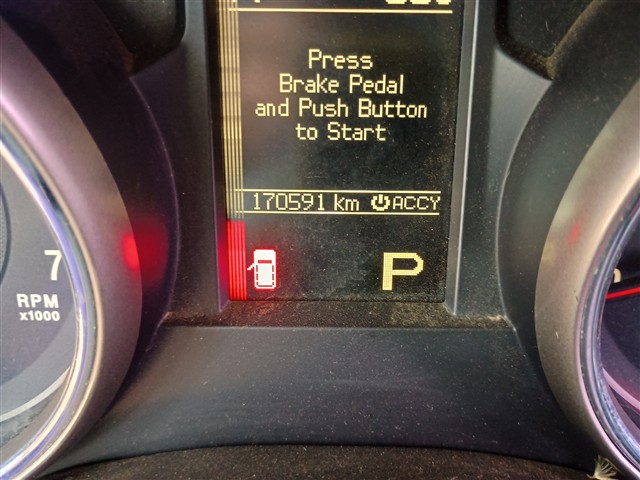 Press
Brake Pedal
and Push Button
to Start
170591 km ACCY
P
7
RPM
x1000